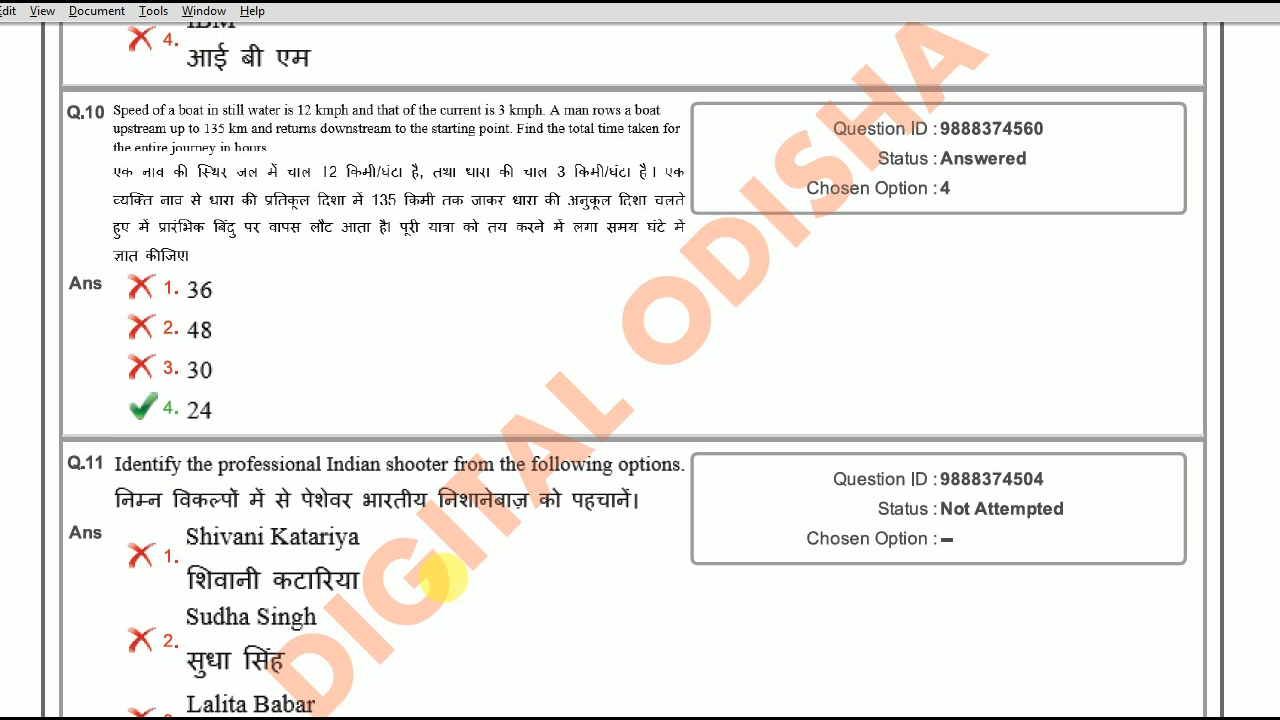 Edit View Document Tools Window Help
IBM
4.
आई बी एम
Q.10 Speed of a boat in still water is 12 kmph and that of the current is 3 kmph. A man rows a boat
upstream up to 135 km and returns downstream to the starting point. Find the total time taken for
the entire journey in hours
एक नाव की स्थिर जल में चाल 12 किमी/घंटा है, तथा धारा की चाल 3 किमी/घंटा है। एक
व्यक्ति नाव से धारा की प्रतिकूल दिशा में 135 किमी तक जाकर धारा की अनुकूल दिशा चलते
हुए में प्रारंभिक बिंदु पर वापस लौट आता है। पूरी यात्रा को तय करने में लगा समय घंटे में
ज्ञात कीजिए।
Question ID : 9888374560
Status : Answered
Chosen Option : 4
Ans
1. 36
2. 48
3. 30
4. 24
Q.11 Identify the professional Indian shooter from the following options.
निम्न विकल्पों में से पेशेवर भारतीय निशानेबाज़ को पहचानें।
Question ID : 9888374504
Status : Not Attempted
Chosen Option : --
Ans
Shivani Katariya
1.
शिवानी कटारिया
Sudha Singh
2.
सुधा सिंह
Lalita Babar
DIGITAL ODISHA